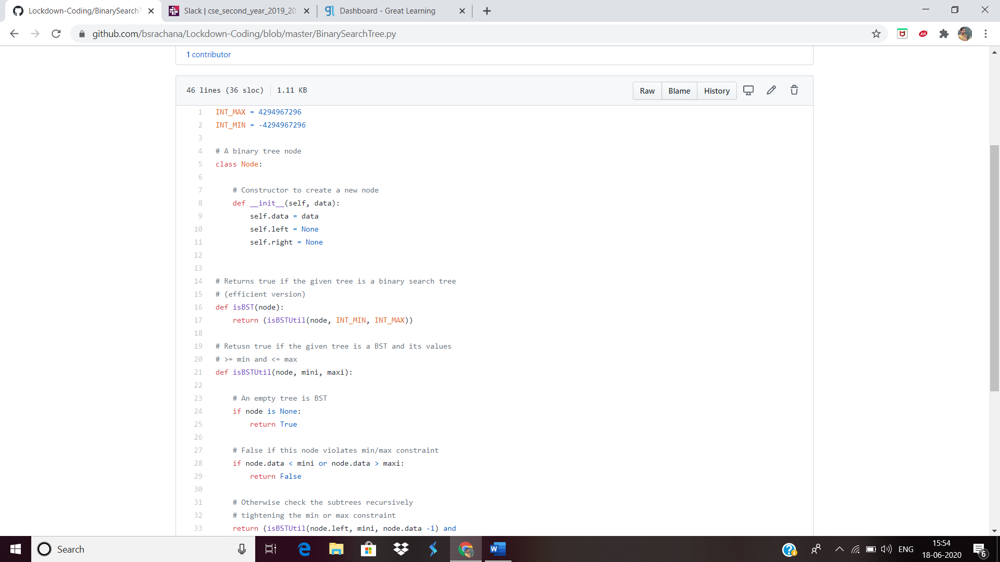 Lockdown-Coding/BinarySearchT
Slack | cse_second_year_2019_20
Dashboard - Great Learning
github.com/bsrachana/Lockdown-Coding/blob/master/BinarySearchTree.py
1 contributor
46 lines (36 sloc) 1.11 KB
Raw Blame History
1 INT_MAX = 4294967296
2 INT_MIN = -4294967296
3
4 # A binary tree node
5 class Node:
6
7 # Constructor to create a new node
8 def __init__(self, data):
9 self.data = data
10 self.left = None
11 self.right = None
12
13
14 # Returns true if the given tree is a binary search tree
15 # (efficient version)
16 def isBST(node):
17 return (isBSTUtil(node, INT_MIN, INT_MAX))
18
19 # Retusn true if the given tree is a BST and its values
20 # >= min and <= max
21 def isBSTUtil(node, mini, maxi):
22
23 # An empty tree is BST
24 if node is None:
25 return True
26
27 # False if this node violates min/max constraint
28 if node.data < mini or node.data > maxi:
29 return False
30
31 # Otherwise check the subtrees recursively
32 # tightening the min or max constraint
33 return (isBSTUtil(node.left, mini, node.data -1) and
Search
ENG
15:54
18-06-2020
6